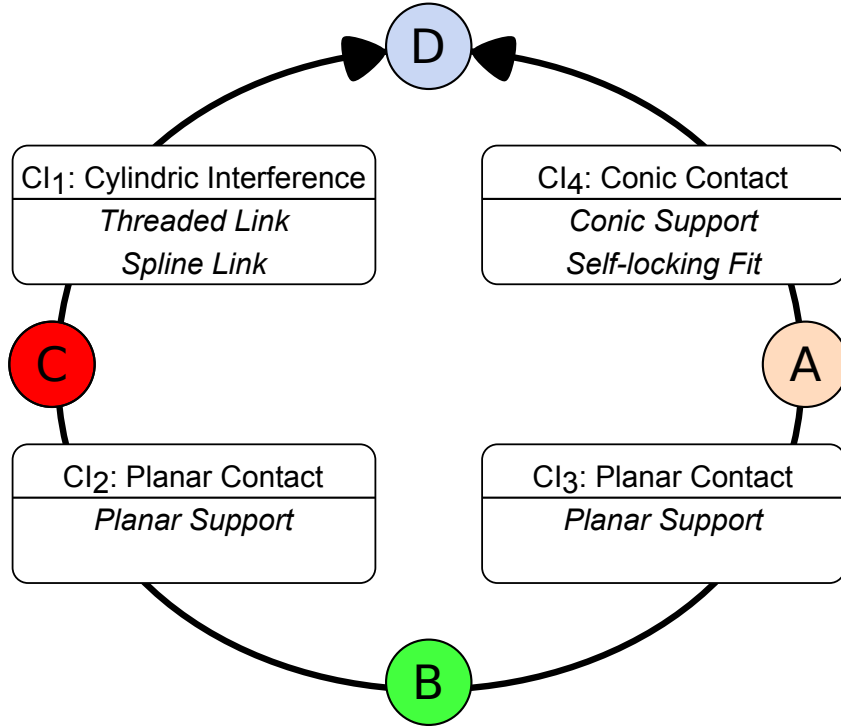 D
CI1: Cylindric Interference
Threaded Link
Spline Link
CI4: Conic Contact
Conic Support
Self-locking Fit
C
A
CI2: Planar Contact
Planar Support
CI3: Planar Contact
Planar Support
B